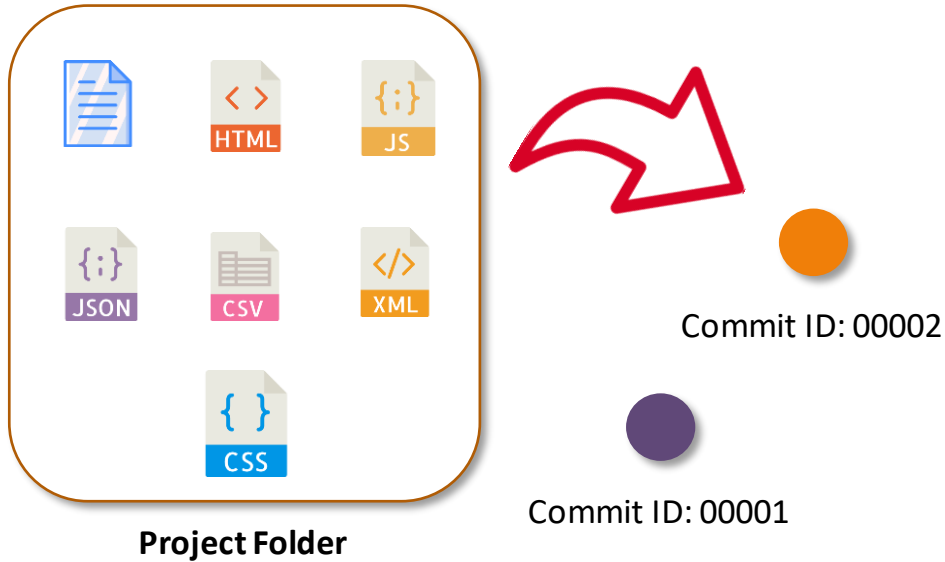 < >
HTML
{;}
JS
{;}
JSON
CSV
</>
XML
{ }
CSS
Project Folder
Commit ID: 00002
Commit ID: 00001